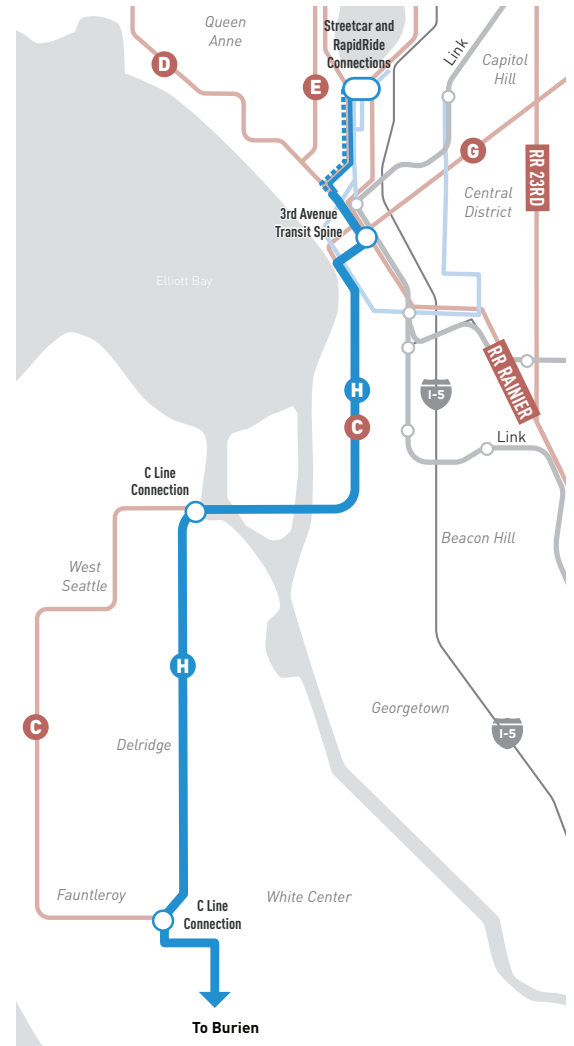 Queen
Anne
Streetcar and
RapidRide
Connections
Link
Capitol
Hill
D
E
G
RR 23RD
Central
District
3rd Avenue
Transit Spine
Elliott Bay
RR RAINIER
H
I-5
C
Link
C Line
Connection
Beacon Hill
West
Seattle
H
Georgetown
C
I-5
Delridge
Fauntleroy
White Center
C Line
Connection
To Burien